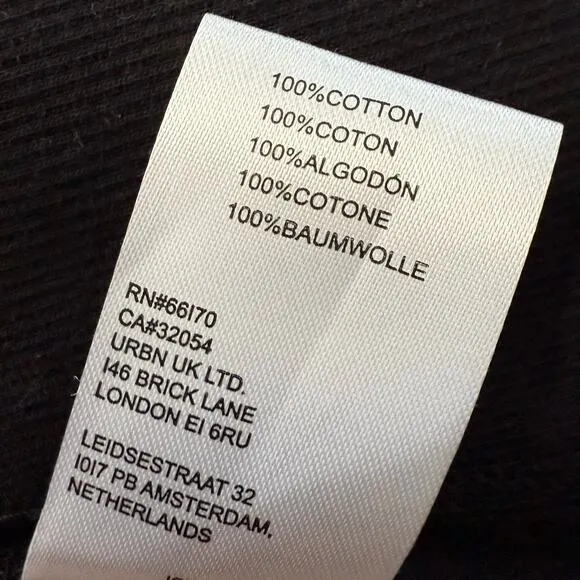 100%COTTON
100%COTON
100%ALGODÓN
100%COTONE
100%BAUMWOLLE
RN#66I70
CA#32054
URBN UK LTD.
I46 BRICK LANE
LONDON EI 6RU
LEIDSESTRAAT 32
I0I7 PB AMSTERDAM,
NETHERLANDS